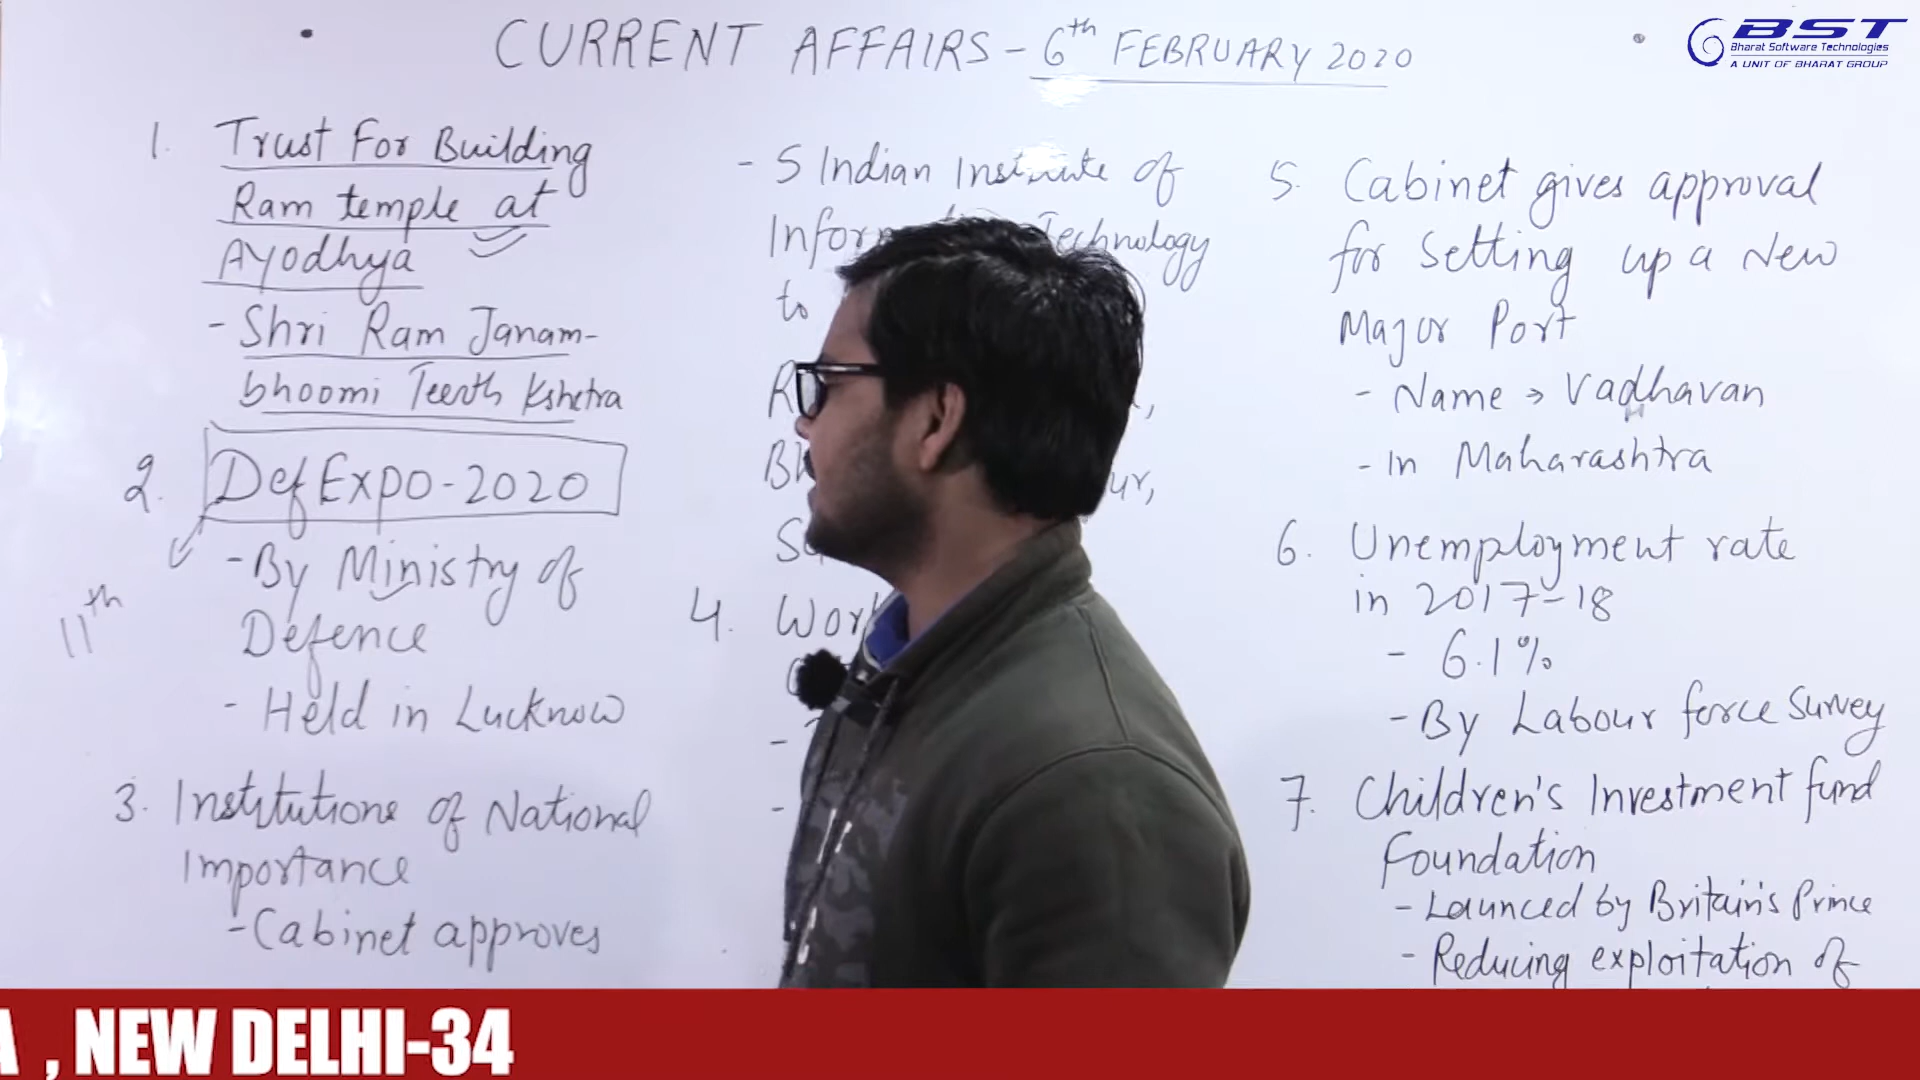 CURRENT AFFAIRS - 6th FEBRUARY 2020
BST
Bharat Software Technologies
A UNIT OF BHARAT GROUP
1. Trust For Building
Ram temple at
Ayodhya
- Shri Ram Janam-
bhoomi Teerth Kshetra
2. DefExpo-2020
11th
- By Ministry of
Defence
- Held in Lucknow
3. Institutions of National
Importance
- Cabinet approves
- 5 Indian Institute of
Technology
to
4.
5. Cabinet gives approval
for Setting up a New
Major Port
- Name → Vadhavan
- In Maharashtra
6. Unemployment rate
in 2017-18
- 6.1%
- By Labour force Survey
7. Children's Investment fund
Foundation
- Launced by Britain's Prince
- Reducing exploitation of
, NEW DELHI-34